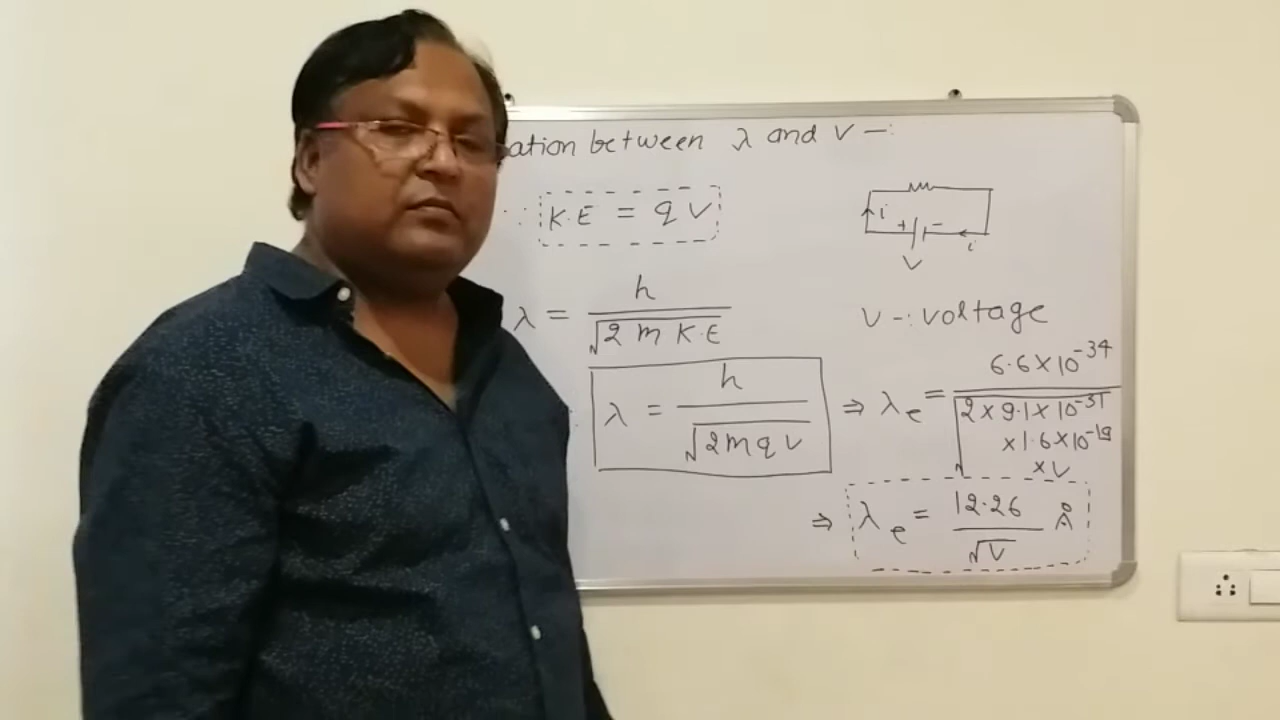 ation between λ and V -:
∵ K.E = qV
i + - i
V
λ = h / √2 m K.E
V -: voltage
λ = h / √2mqV
⇒ λe = 6.6×10⁻³⁴ / √2×9.1×10⁻³¹
×1.6×10⁻¹⁹
×V
⇒ λe = 12.26 / √V Å